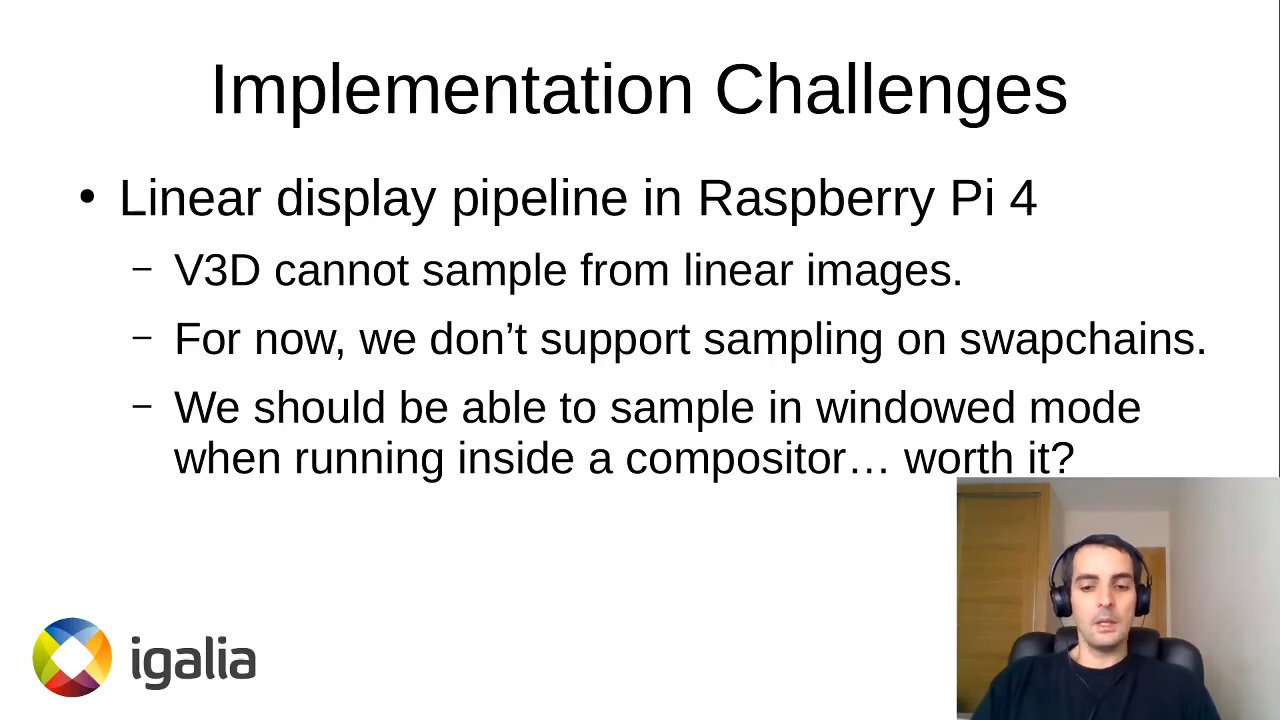 Implementation Challenges
• Linear display pipeline in Raspberry Pi 4
– V3D cannot sample from linear images.
– For now, we don’t support sampling on swapchains.
– We should be able to sample in windowed mode
when running inside a compositor… worth it?
igalia